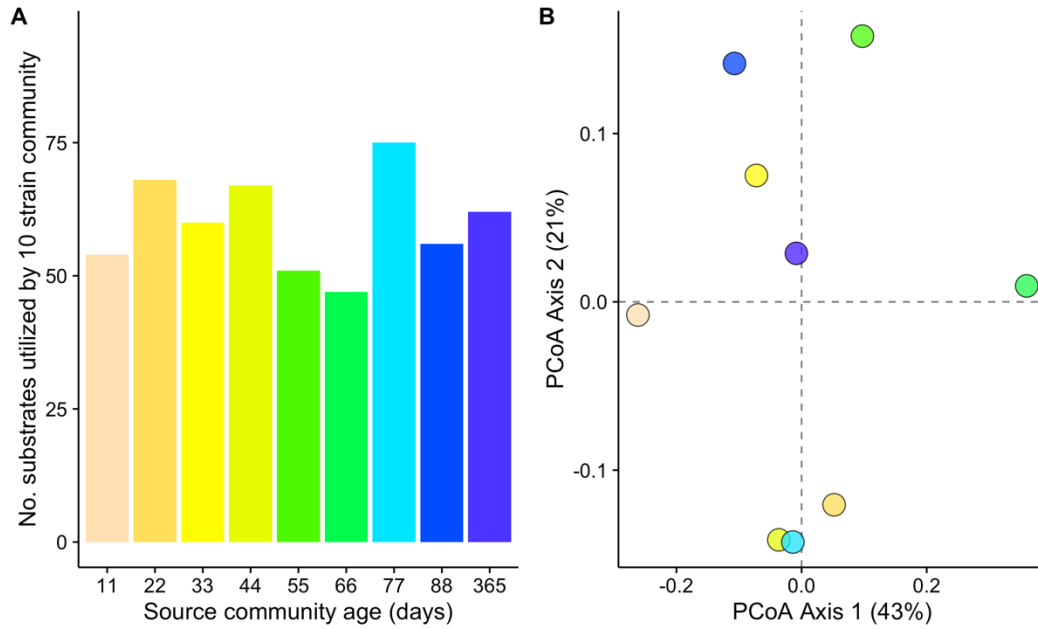 A
No. substrates utilized by 10 strain community
75
50
25
0
11 22 33 44 55 66 77 88 365
Source community age (days)
B
PCoA Axis 2 (21%)
0.1
0.0
-0.1
-0.2 0.0 0.2
PCoA Axis 1 (43%)